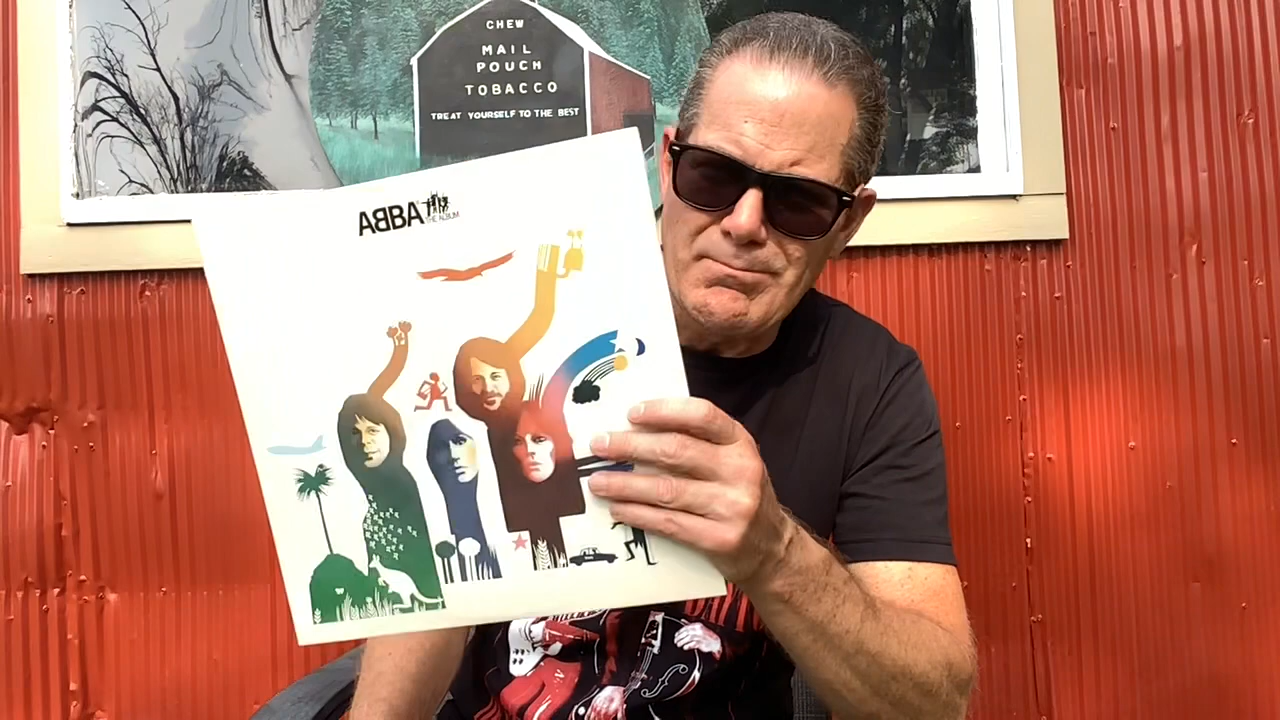 CHEW
MAIL
POUCH
TOBACCO
TREAT YOURSELF TO THE BEST
ABBA
THE ALBUM